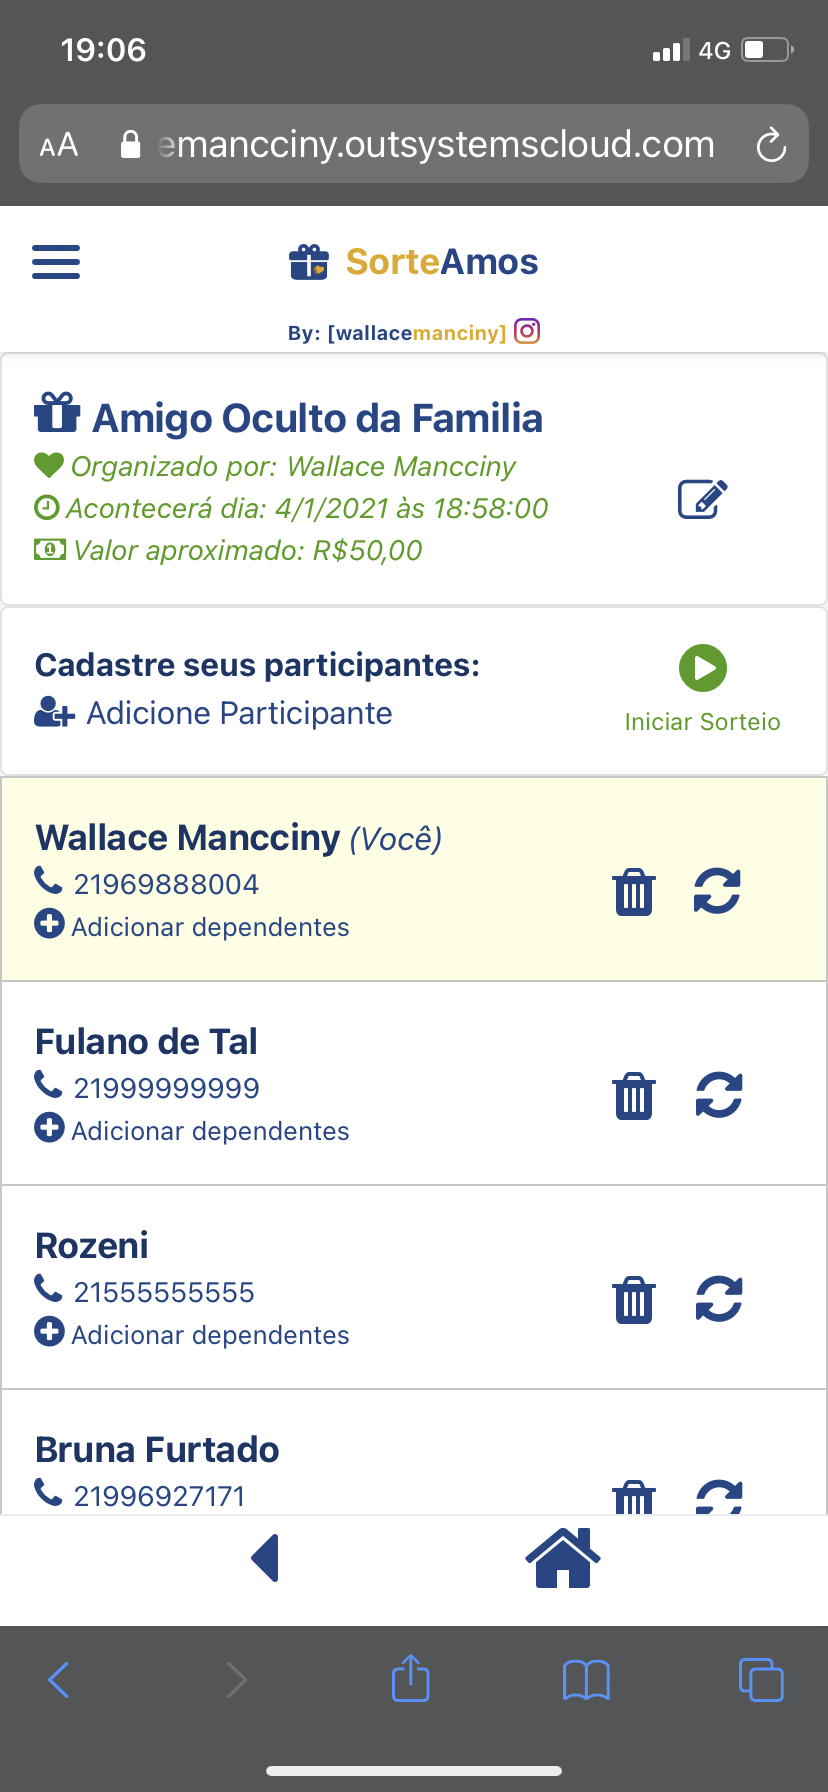 19:06
4G
AA
emancciny.outsystemscloud.com
SorteAmos
By: [wallacemanciny]
Amigo Oculto da Familia
Organizado por: Wallace Mancciny
Acontecerá dia: 4/1/2021 às 18:58:00
Valor aproximado: R$50,00
Cadastre seus participantes:
Adicione Participante
Iniciar Sorteio
Wallace Mancciny (Você)
21969888004
Adicionar dependentes
Fulano de Tal
21999999999
Adicionar dependentes
Rozeni
21555555555
Adicionar dependentes
Bruna Furtado
21996927171